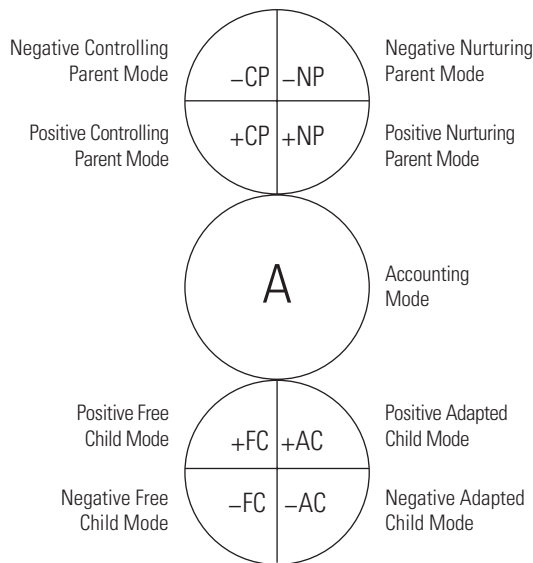 Negative Controlling
Parent Mode
–CP
–NP
Negative Nurturing
Parent Mode
Positive Controlling
Parent Mode
+CP
+NP
Positive Nurturing
Parent Mode
A
Accounting
Mode
Positive Free
Child Mode
+FC
+AC
Positive Adapted
Child Mode
Negative Free
Child Mode
–FC
–AC
Negative Adapted
Child Mode